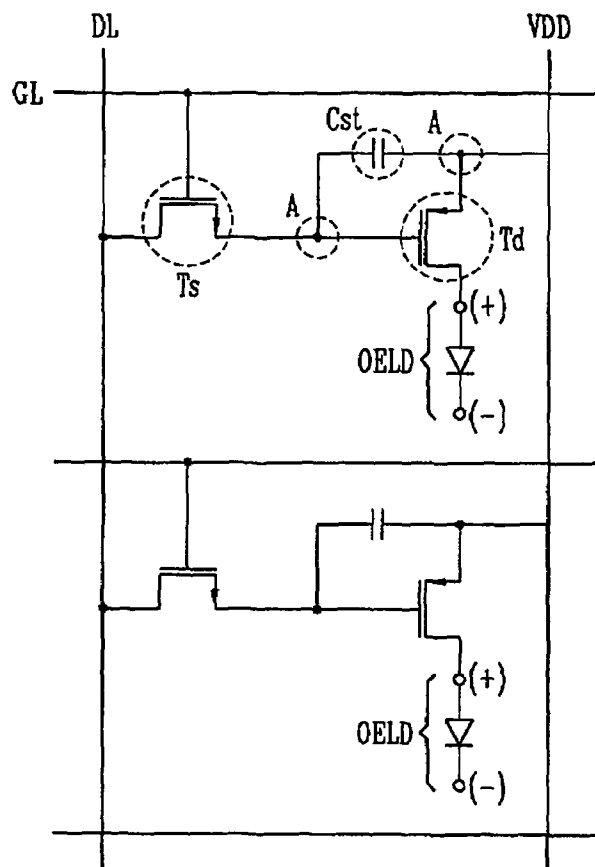 DL VDD
GL
Cst A
A
Ts Td
(+)
OELD
(-)
(+)
OELD
(-)